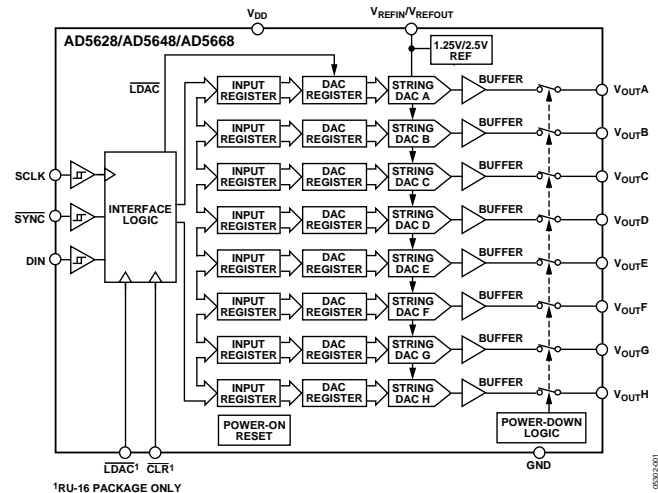 VDD
VREFIN/VREFOUT
AD5628/AD5648/AD5668
1.25V/2.5V
REF
LDAC
INPUT
REGISTER
DAC
REGISTER
STRING
DAC A
BUFFER
VOUTA
INPUT
REGISTER
DAC
REGISTER
STRING
DAC B
BUFFER
VOUTB
INPUT
REGISTER
DAC
REGISTER
STRING
DAC C
BUFFER
VOUTC
SCLK
INTERFACE
LOGIC
SYNC
INPUT
REGISTER
DAC
REGISTER
STRING
DAC D
BUFFER
VOUTD
DIN
INPUT
REGISTER
DAC
REGISTER
STRING
DAC E
BUFFER
VOUTE
INPUT
REGISTER
DAC
REGISTER
STRING
DAC F
BUFFER
VOUTF
INPUT
REGISTER
DAC
REGISTER
STRING
DAC G
BUFFER
VOUTG
INPUT
REGISTER
DAC
REGISTER
STRING
DAC H
BUFFER
VOUTH
POWER-ON
RESET
POWER-DOWN
LOGIC
LDAC1
CLR1
GND
1RU-16 PACKAGE ONLY
05302-001